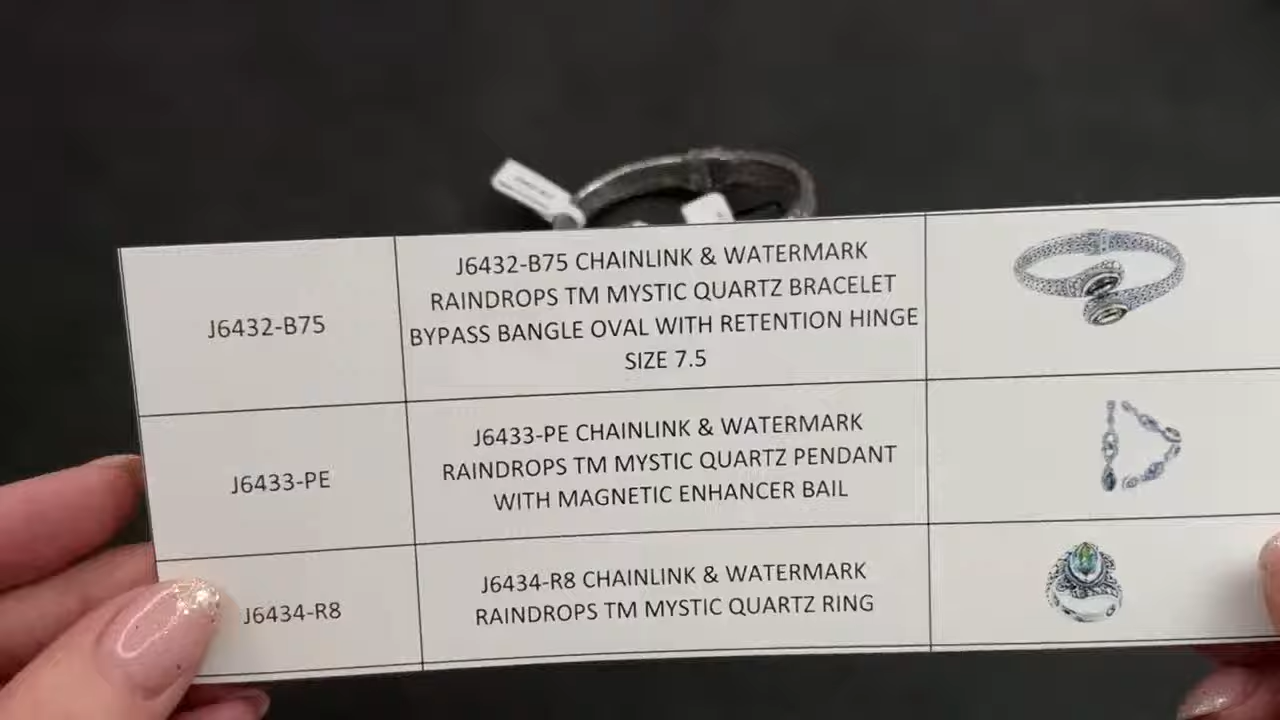 J6432-B75
J6432-B75 CHAINLINK & WATERMARK
RAINDROPS TM MYSTIC QUARTZ BRACELET
BYPASS BANGLE OVAL WITH RETENTION HINGE
SIZE 7.5
J6433-PE
J6433-PE CHAINLINK & WATERMARK
RAINDROPS TM MYSTIC QUARTZ PENDANT
WITH MAGNETIC ENHANCER BAIL
J6434-R8
J6434-R8 CHAINLINK & WATERMARK
RAINDROPS TM MYSTIC QUARTZ RING